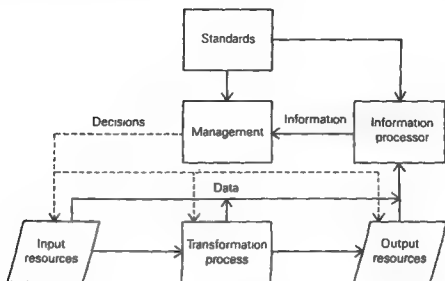 Standards
Decisions
Management
Information
Information
processor
Data
Input
resources
Transformation
process
Output
resources